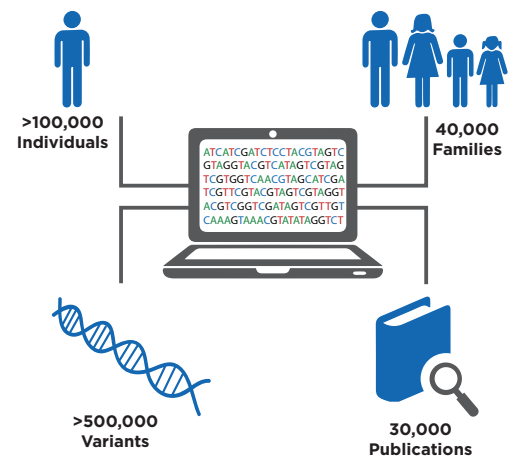 >100,000
Individuals
40,000
Families
ATCATCGATCTCCTACGTAGTC
GTAGGTACGTCATAGTCGTAG
TCGTGGTCAACGTAGCATCGA
TCGTTCGTACGTAGTCGTAGGT
ACGTCGGTCGATAGTCGTTGT
CAAAGTAAACGTATATAGGTCT
>500,000
Variants
30,000
Publications